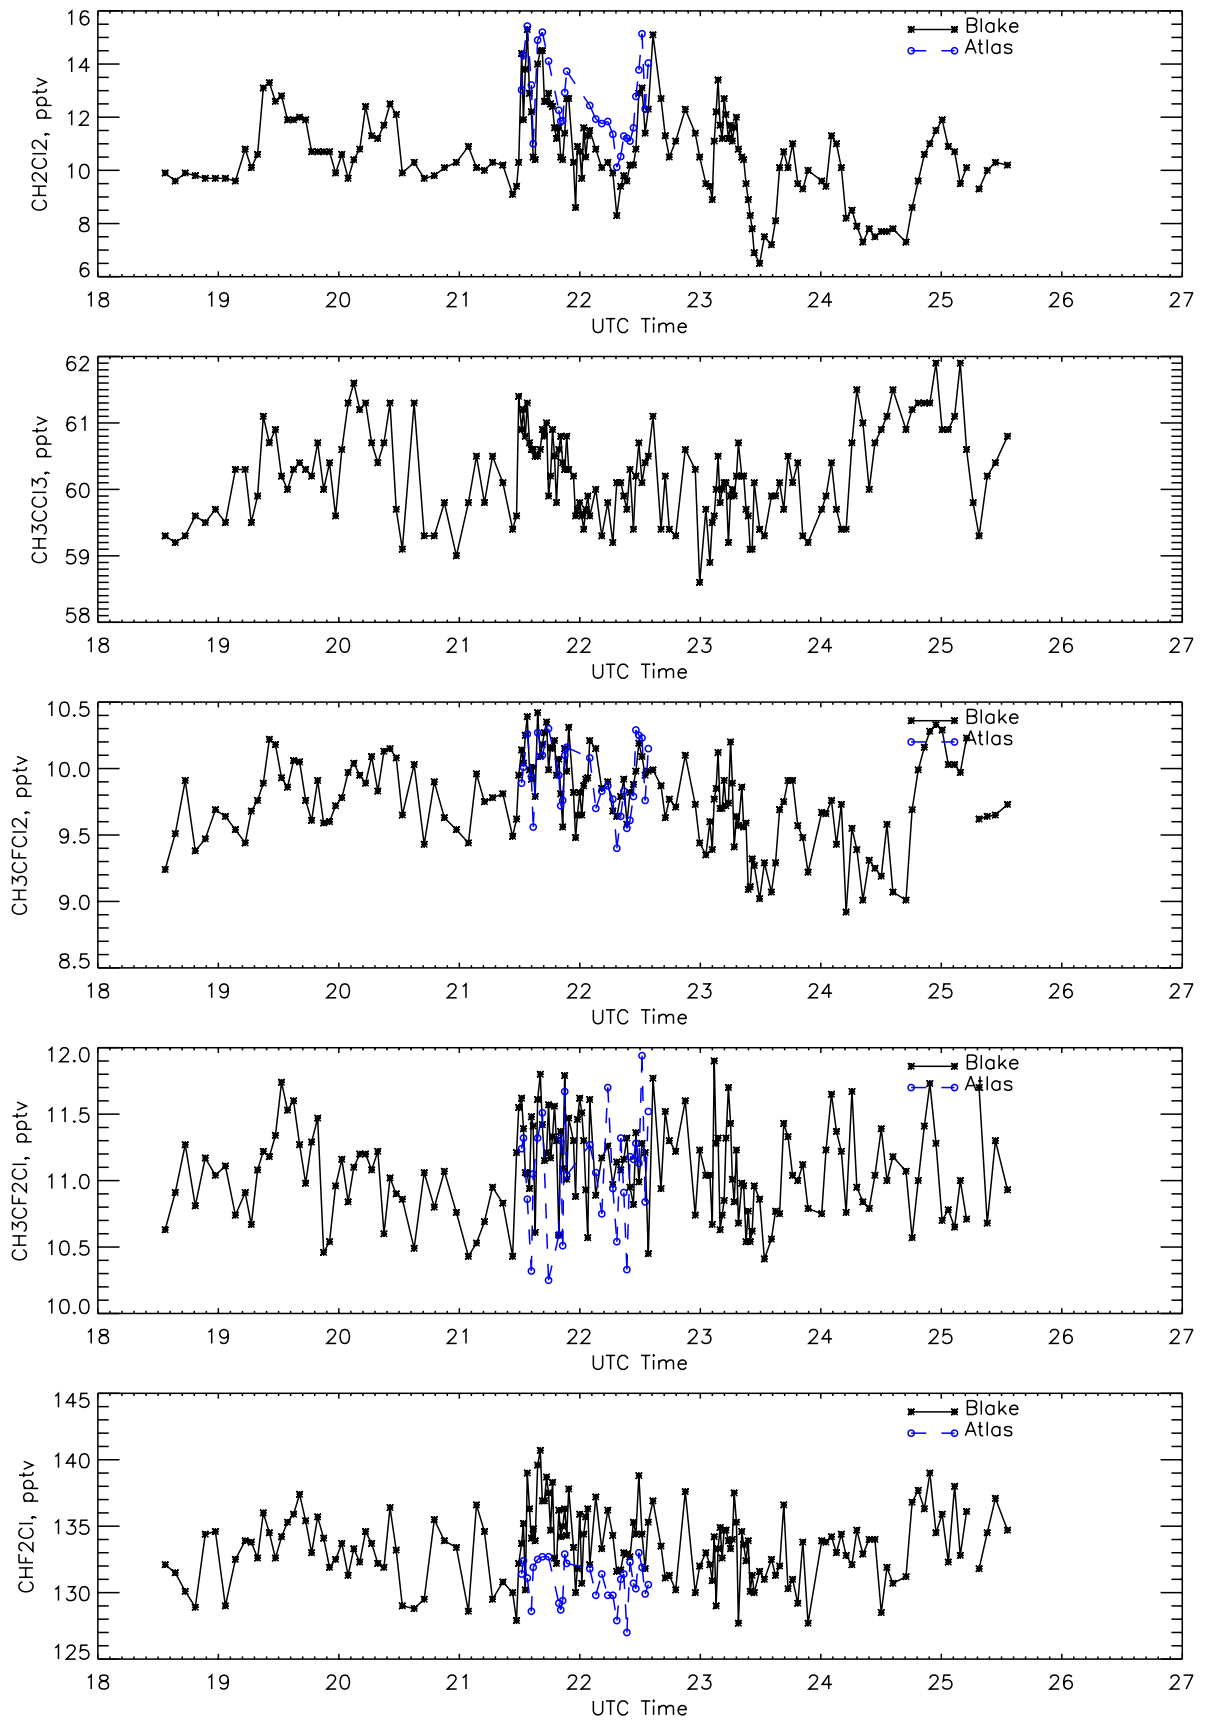 16
14
12
10
8
6
CH2Cl2, pptv
Blake
Atlas
18 19 20 21 22 23 24 25 26 27
UTC Time
62
61
60
59
58
CH3CCl3, pptv
18 19 20 21 22 23 24 25 26 27
UTC Time
10.5
10.0
9.5
9.0
8.5
CH3CFCl2, pptv
Blake
Atlas
18 19 20 21 22 23 24 25 26 27
UTC Time
12.0
11.5
11.0
10.5
10.0
CH3CF2Cl, pptv
Blake
Atlas
18 19 20 21 22 23 24 25 26 27
UTC Time
145
140
135
130
125
CHF2Cl, pptv
Blake
Atlas
18 19 20 21 22 23 24 25 26 27
UTC Time